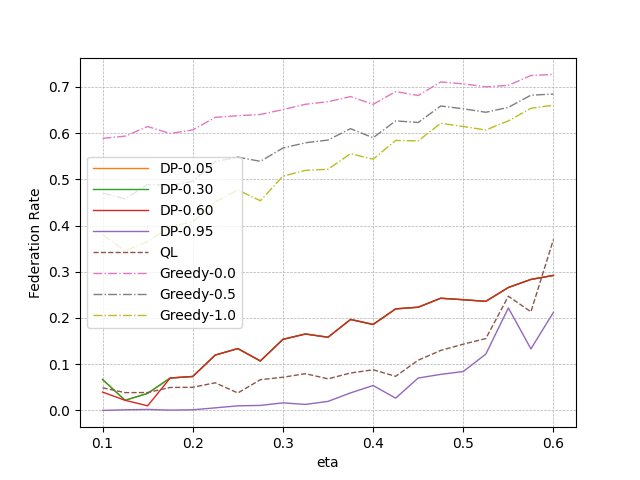 0.7
0.6
0.5
0.4
0.3
0.2
0.1
0.0
Federation Rate
DP-0.05
DP-0.30
DP-0.60
DP-0.95
QL
Greedy-0.0
Greedy-0.5
Greedy-1.0
0.1 0.2 0.3 0.4 0.5 0.6
eta